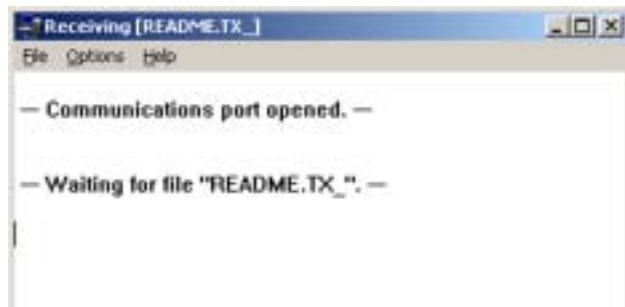 Receiving [README.TX_]
File Options Help
— Communications port opened. —
— Waiting for file "README.TX_". —